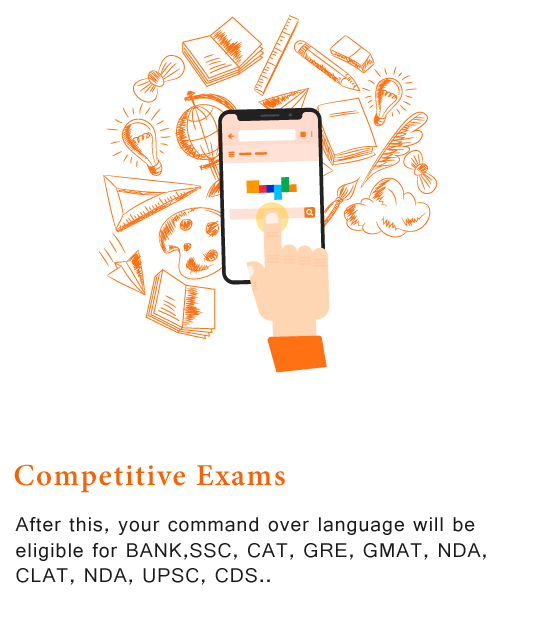 Competitive Exams
After this, your command over language will be
eligible for BANK,SSC, CAT, GRE, GMAT, NDA,
CLAT, NDA, UPSC, CDS..